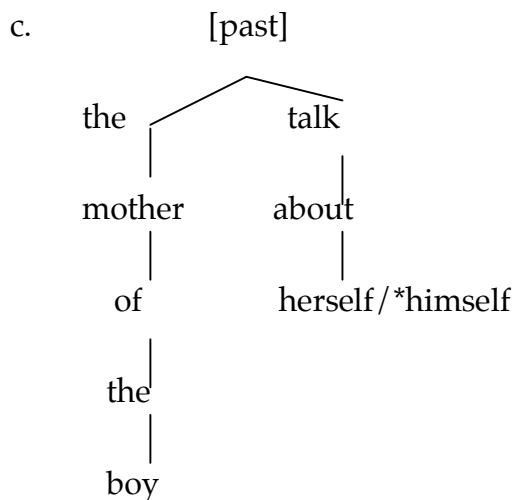 c. [past]
the talk
mother about
of herself/*himself
the
boy